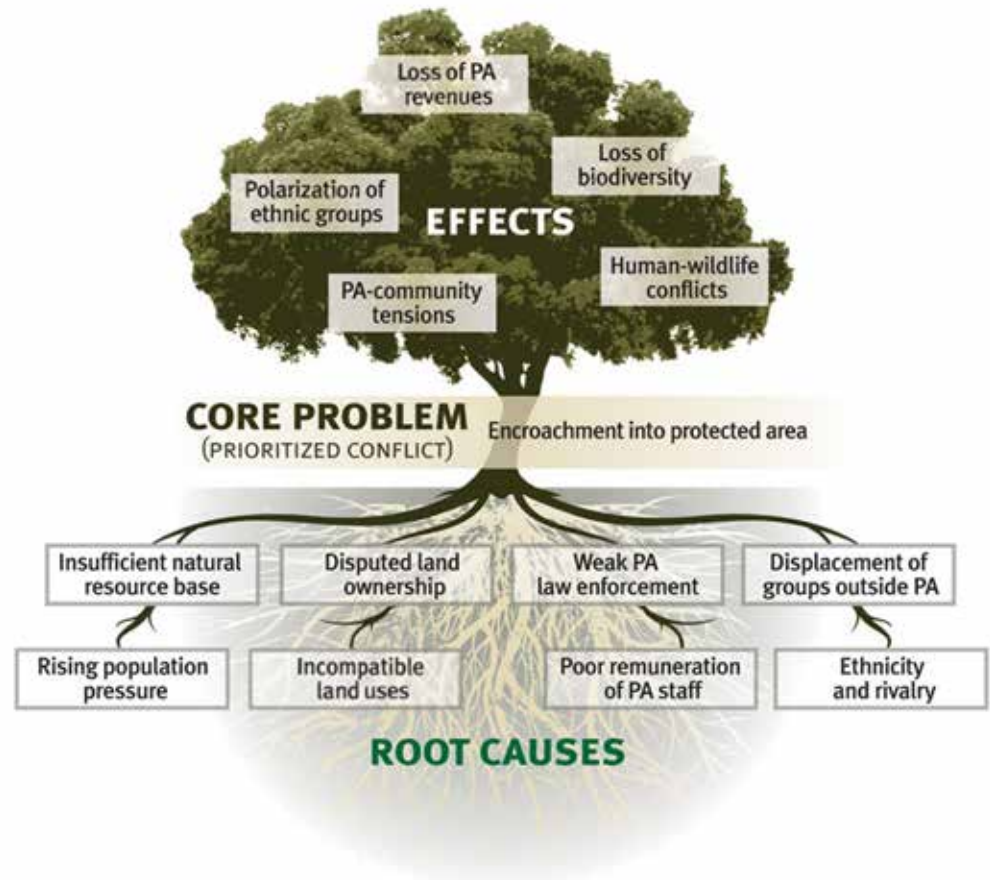 Loss of PA
revenues
Loss of
biodiversity
Polarization of
ethnic groups
EFFECTS
Human-wildlife
conflicts
PA-community
tensions
CORE PROBLEM
(PRIORITIZED CONFLICT)
Encroachment into protected area
Insufficient natural
resource base
Disputed land
ownership
Weak PA
law enforcement
Displacement of
groups outside PA
Rising population
pressure
Incompatible
land uses
Poor remuneration
of PA staff
Ethnicity
and rivalry
ROOT CAUSES